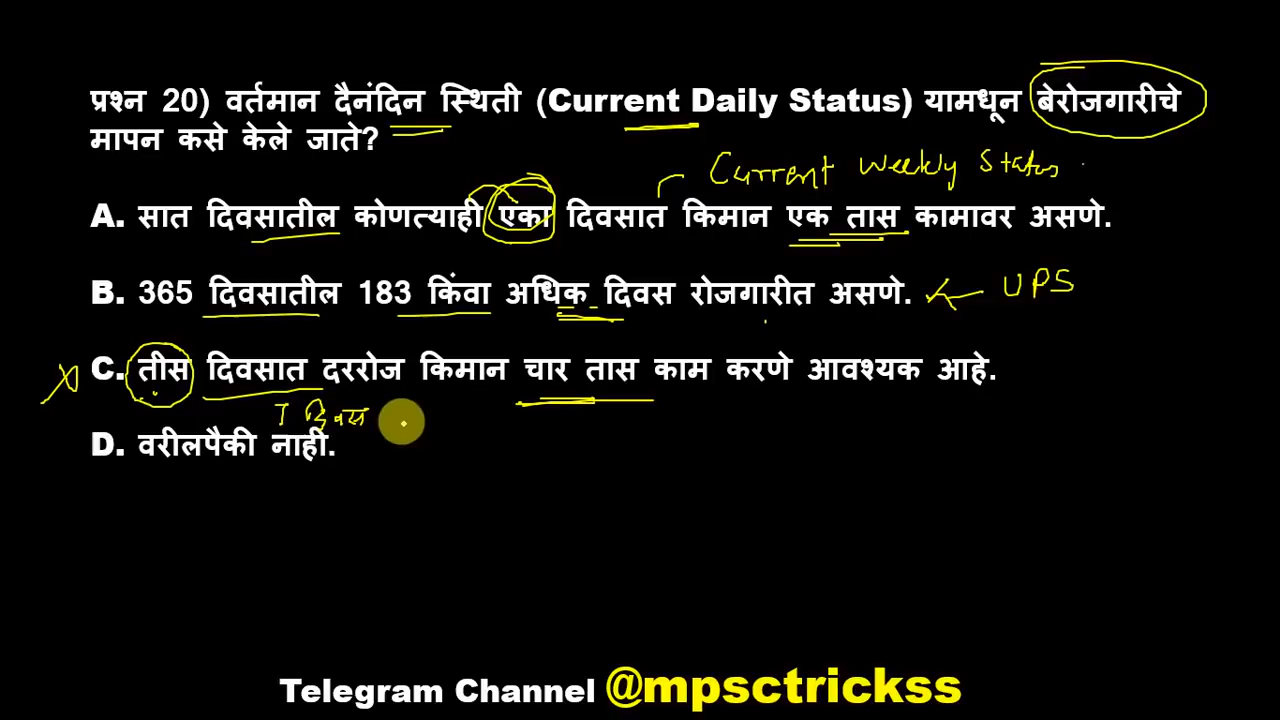 प्रश्न 20) वर्तमान दैनंदिन स्थिती (Current Daily Status) यामधून बेरोजगारीचे
मापन कसे केले जाते?
Current Weekly Status
A. सात दिवसातील कोणत्याही एका दिवसात किमान एक तास कामावर असणे.
B. 365 दिवसातील 183 किंवा अधिक दिवस रोजगारीत असणे. UPS
C. तीस दिवसात दररोज किमान चार तास काम करणे आवश्यक आहे.
D. वरीलपैकी नाही.
Telegram Channel @mpsctrickss